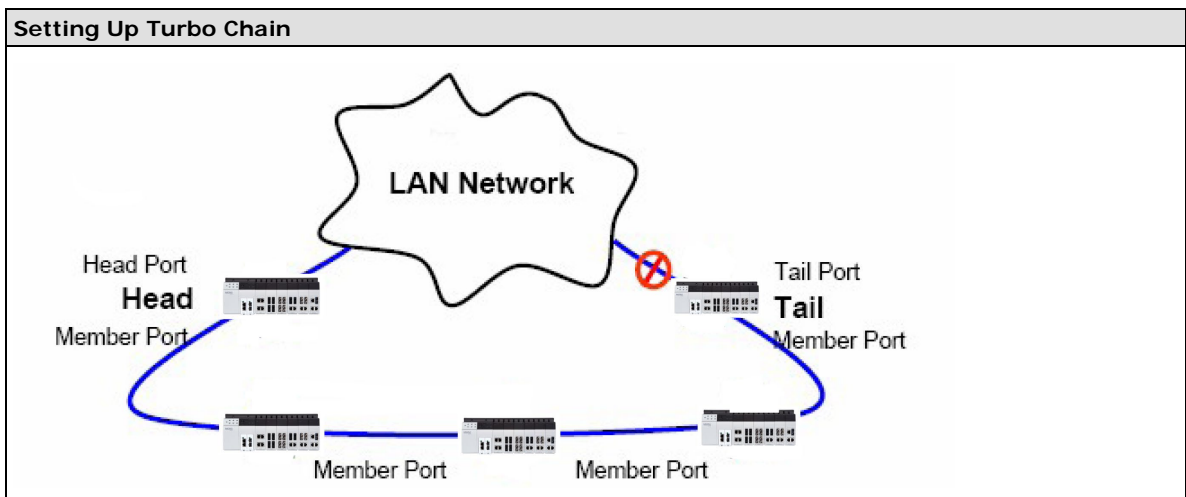 Setting Up Turbo Chain
LAN Network
Head Port
Head
Member Port
Tail Port
Tail
Member Port
Member Port
Member Port